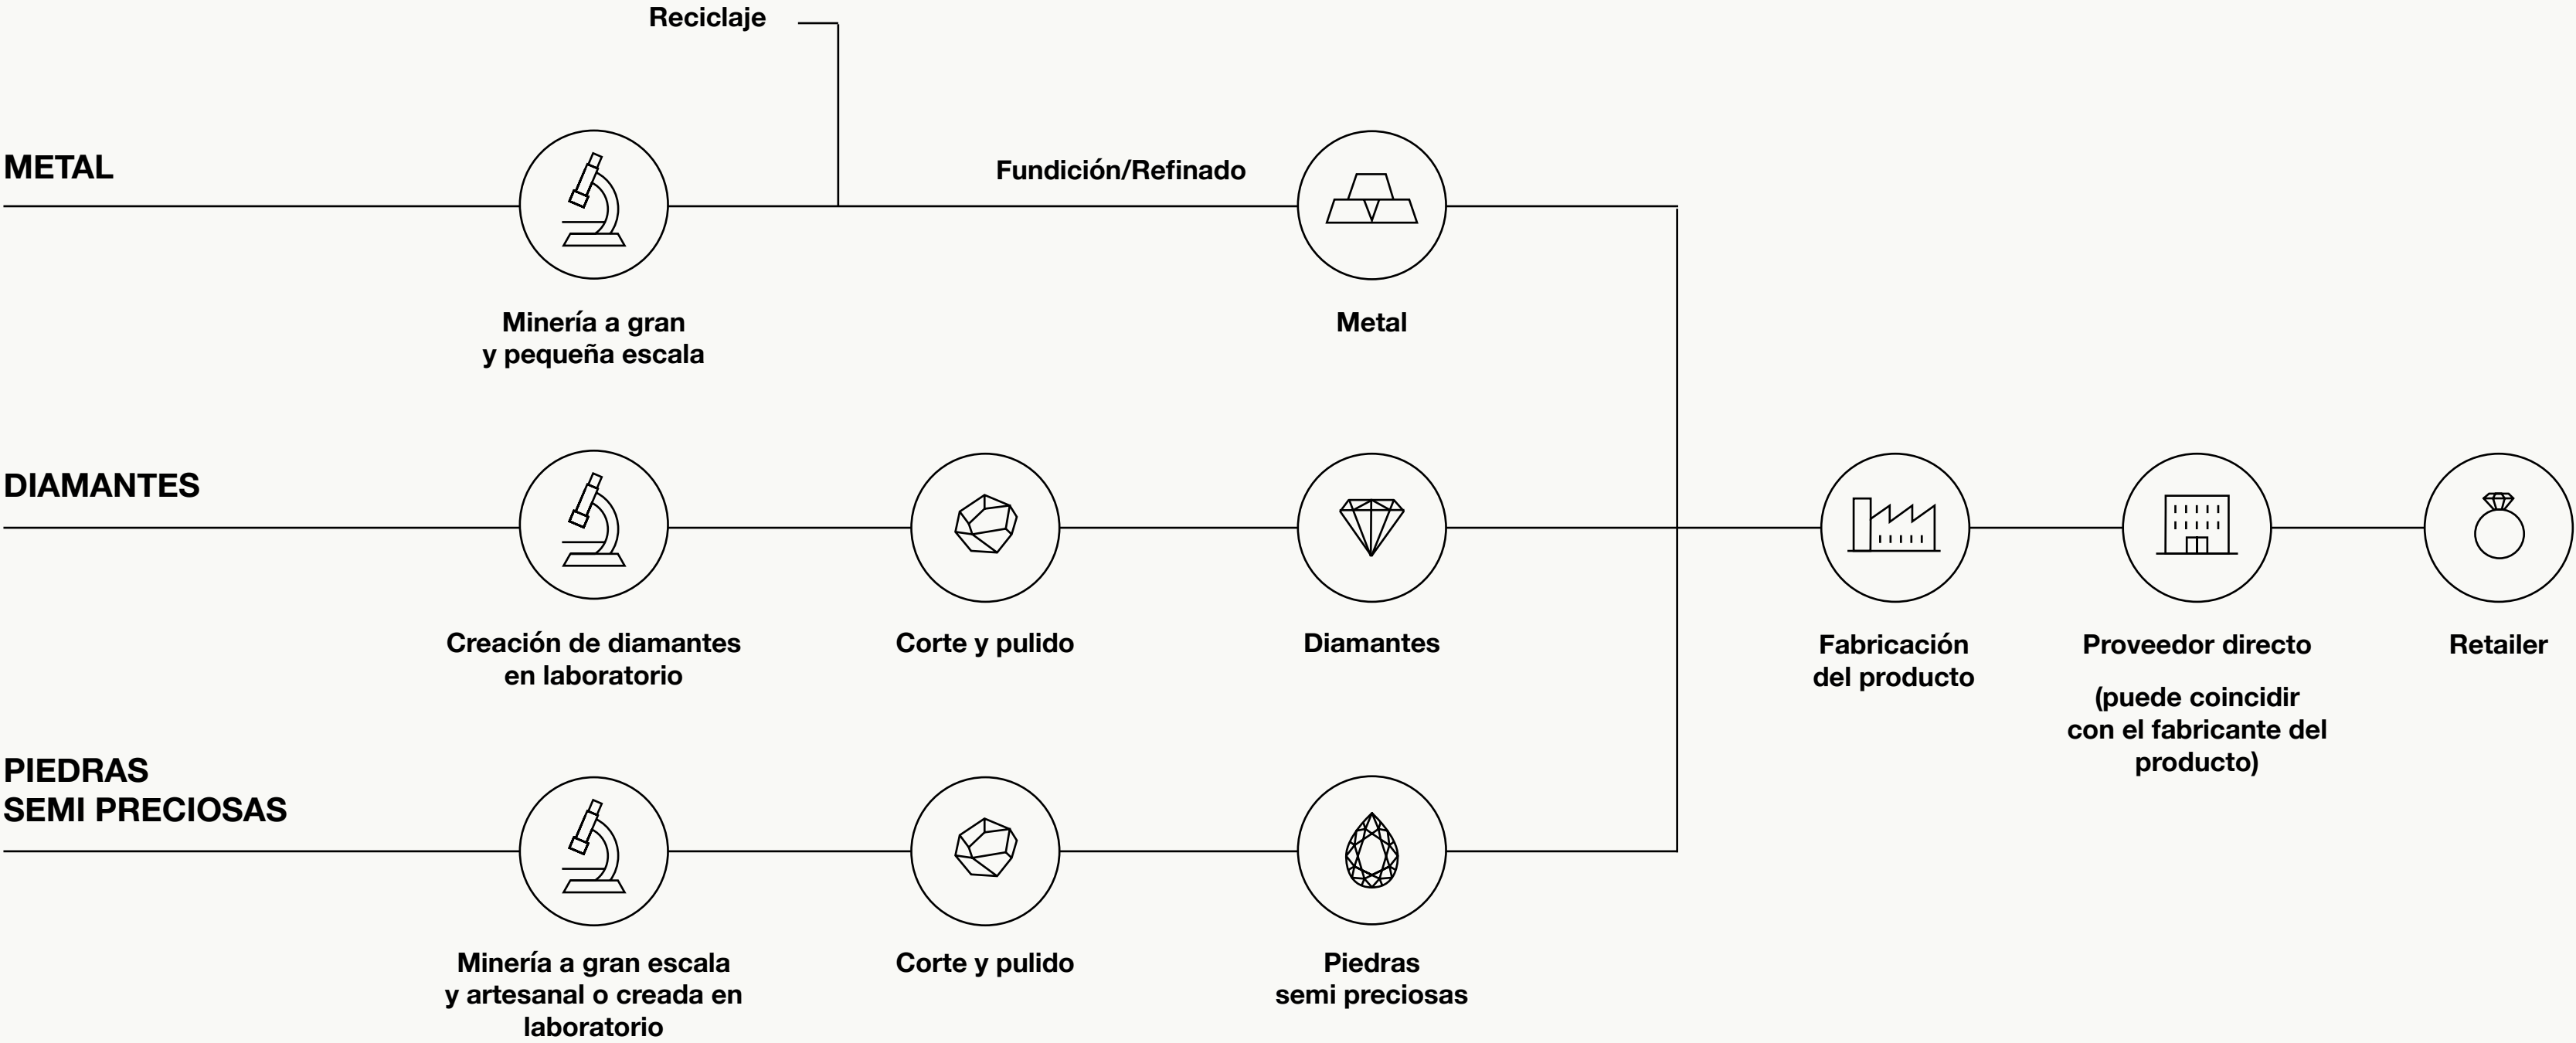 Reciclaje
METAL
Fundición/Refinado
Minería a gran
y pequeña escala
Metal
DIAMANTES
Creación de diamantes
en laboratorio
Corte y pulido
Diamantes
Fabricación
del producto
Proveedor directo
(puede coincidir
con el fabricante del
producto)
Retailer
PIEDRAS
SEMI PRECIOSAS
Minería a gran escala
y artesanal o creada en
laboratorio
Corte y pulido
Piedras
semi preciosas